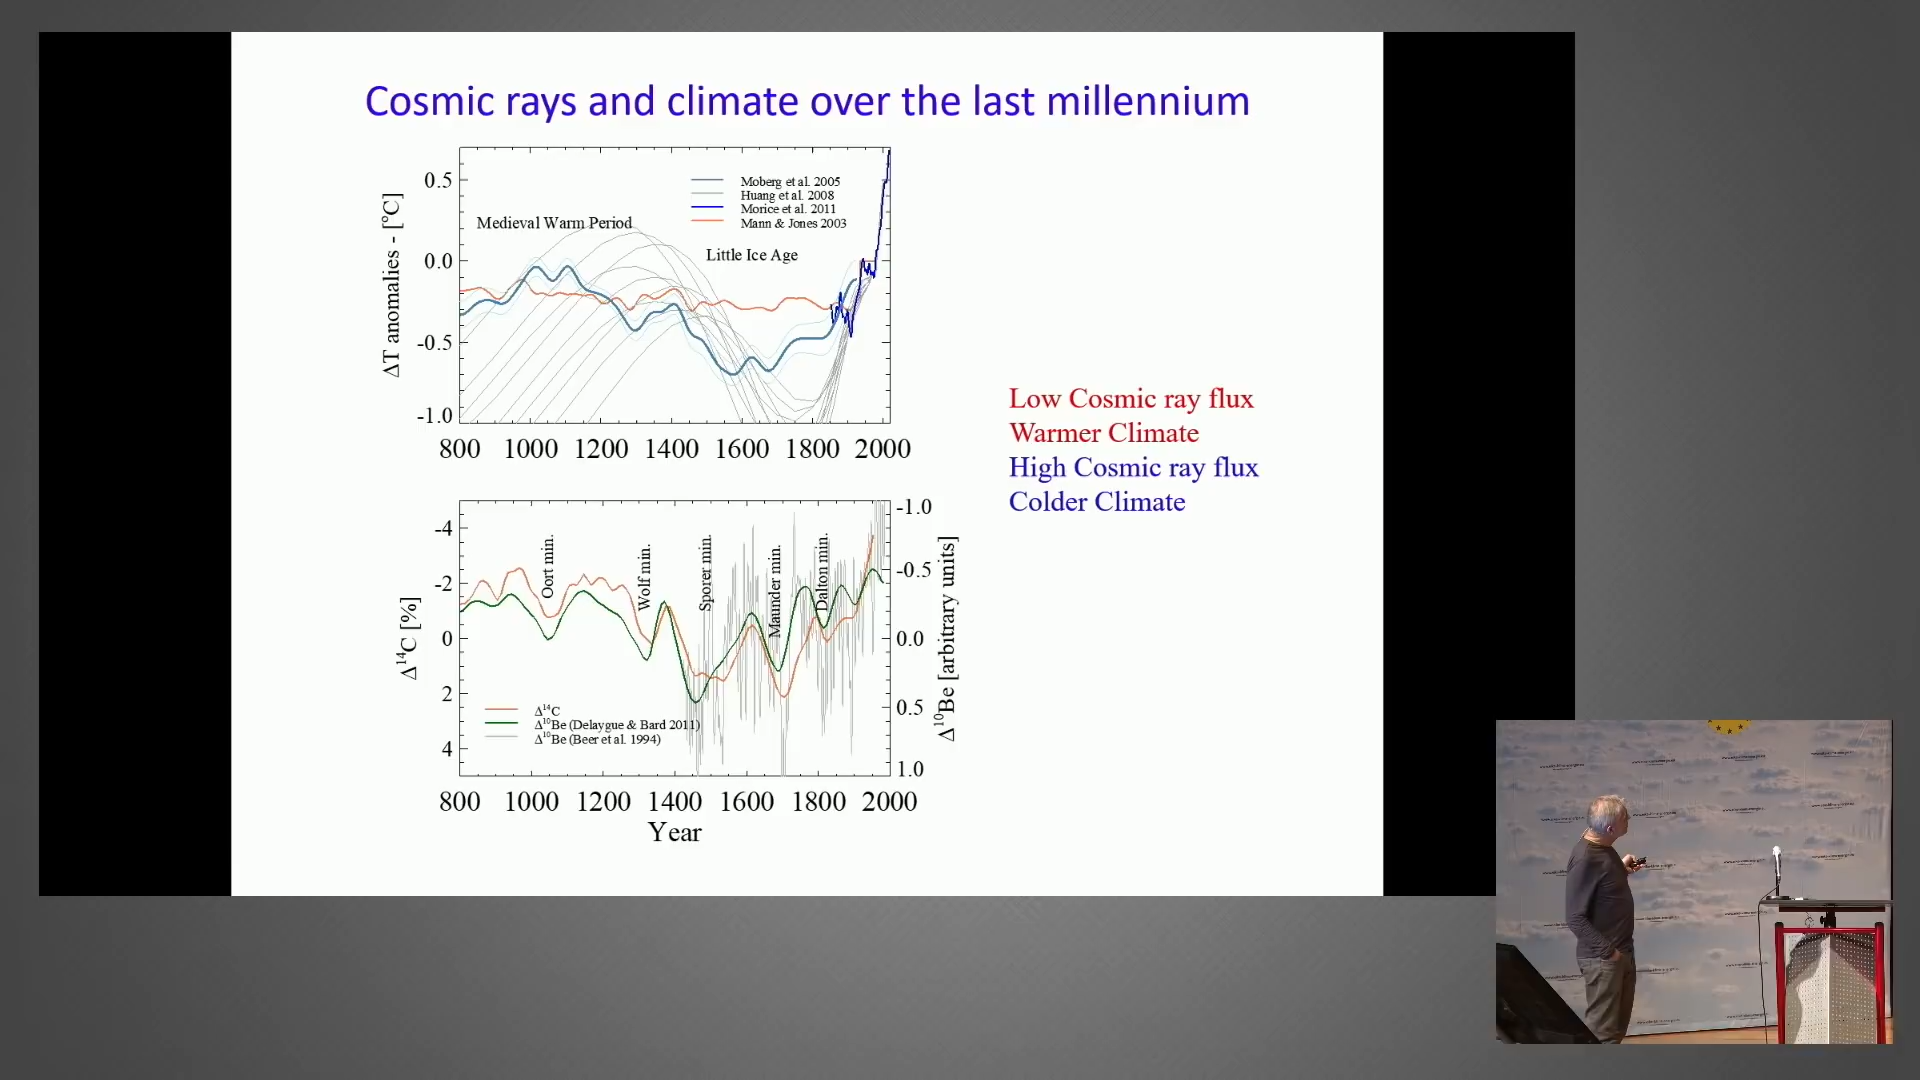 Cosmic rays and climate over the last millennium
0.5
0.0
-0.5
-1.0
ΔT anomalies - [°C]
Medieval Warm Period
Little Ice Age
Moberg et al. 2005
Huang et al. 2008
Morice et al. 2011
Mann & Jones 2003
800 1000 1200 1400 1600 1800 2000
Low Cosmic ray flux
Warmer Climate
High Cosmic ray flux
Colder Climate
-4
-2
0
2
4
Δ¹⁴C [%]
Oort min.
Wolf min.
Sporer min.
Maunder min.
Dalton min.
Δ¹⁴C
Δ¹⁰Be (Delaygue & Bard 2011)
Δ¹⁰Be (Beer et al. 1994)
-1.0
-0.5
0.0
0.5
1.0
Δ¹⁰Be [arbitrary units]
800 1000 1200 1400 1600 1800 2000
Year